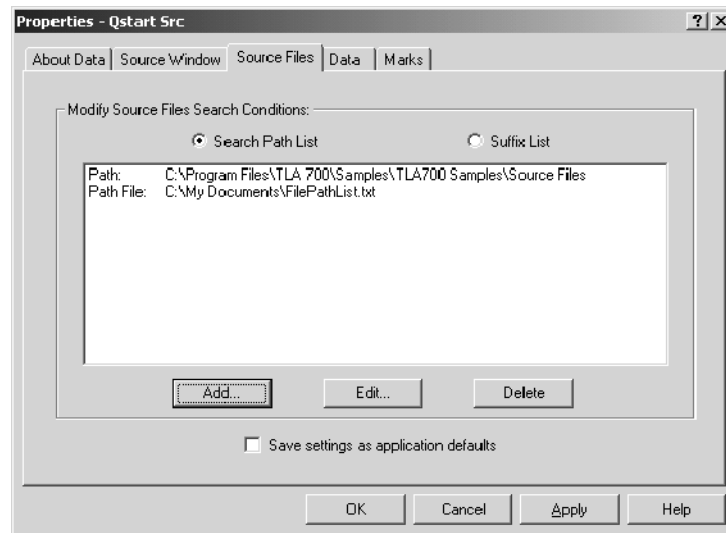 Properties - Qstart Src
About Data Source Window Source Files Data Marks
Modify Source Files Search Conditions:
Search Path List Suffix List
Path: C:\Program Files\TLA 700\Samples\TLA700 Samples\Source Files
Path File: C:\My Documents\FilePathList.txt
Add... Edit... Delete
Save settings as application defaults
OK Cancel Apply Help